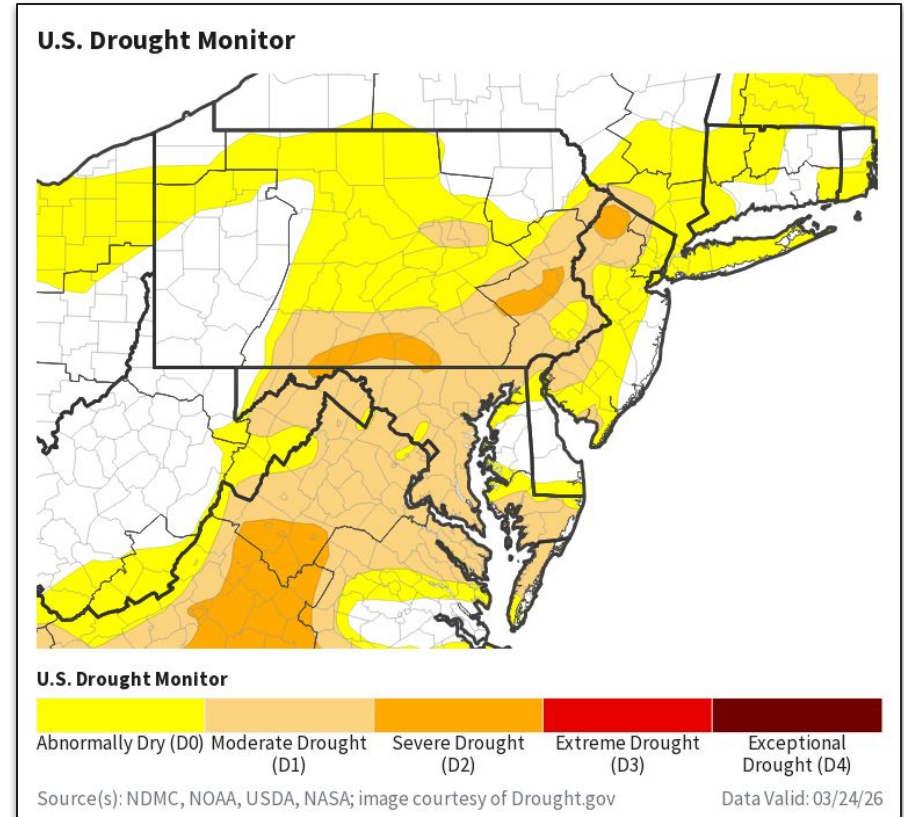 U.S. Drought Monitor
U.S. Drought Monitor
Abnormally Dry (D0) Moderate Drought (D1) Severe Drought (D2) Extreme Drought (D3) Exceptional Drought (D4)
Source(s): NDMC, NOAA, USDA, NASA; image courtesy of Drought.gov Data Valid: 03/24/26